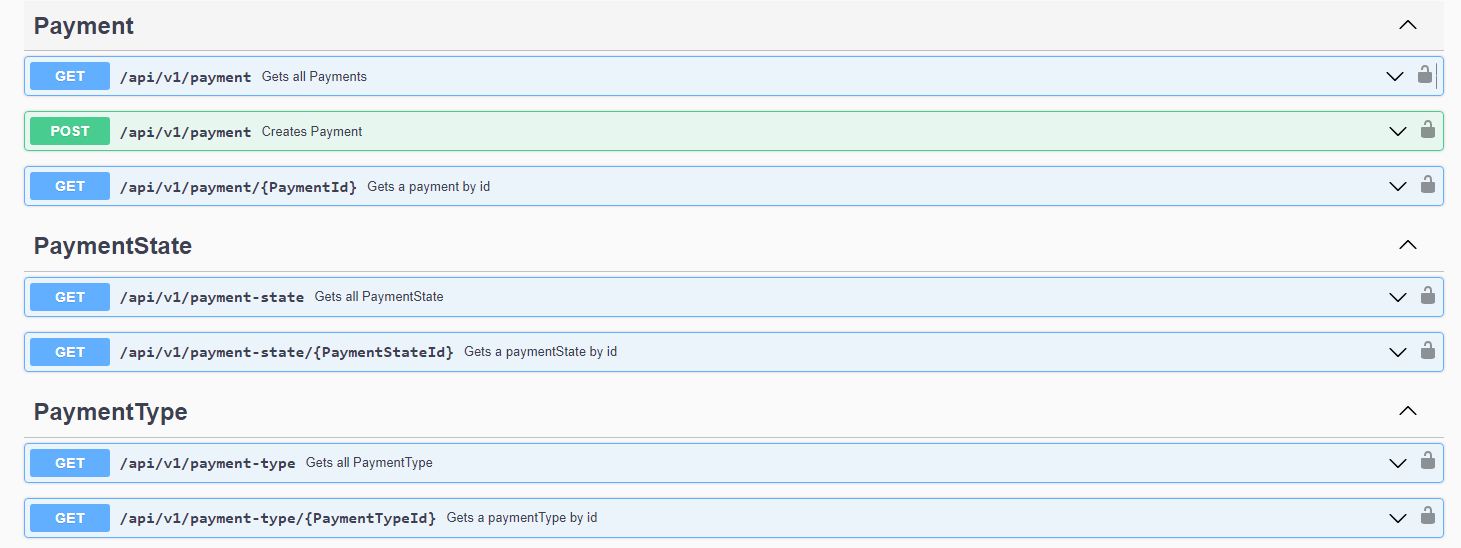 Payment
GET /api/v1/payment Gets all Payments
POST /api/v1/payment Creates Payment
GET /api/v1/payment/{PaymentId} Gets a payment by id
PaymentState
GET /api/v1/payment-state Gets all PaymentState
GET /api/v1/payment-state/{PaymentStateId} Gets a paymentState by id
PaymentType
GET /api/v1/payment-type Gets all PaymentType
GET /api/v1/payment-type/{PaymentTypeId} Gets a paymentType by id